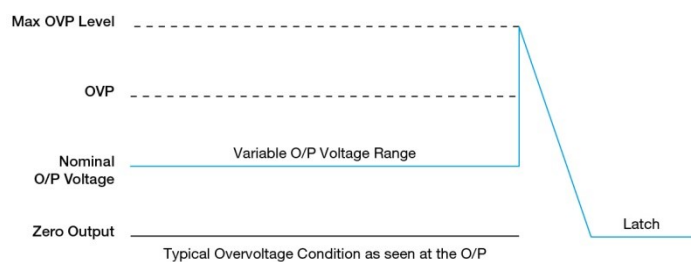 Max OVP Level
OVP
Variable O/P Voltage Range
Nominal
O/P Voltage
Latch
Zero Output
Typical Overvoltage Condition as seen at the O/P